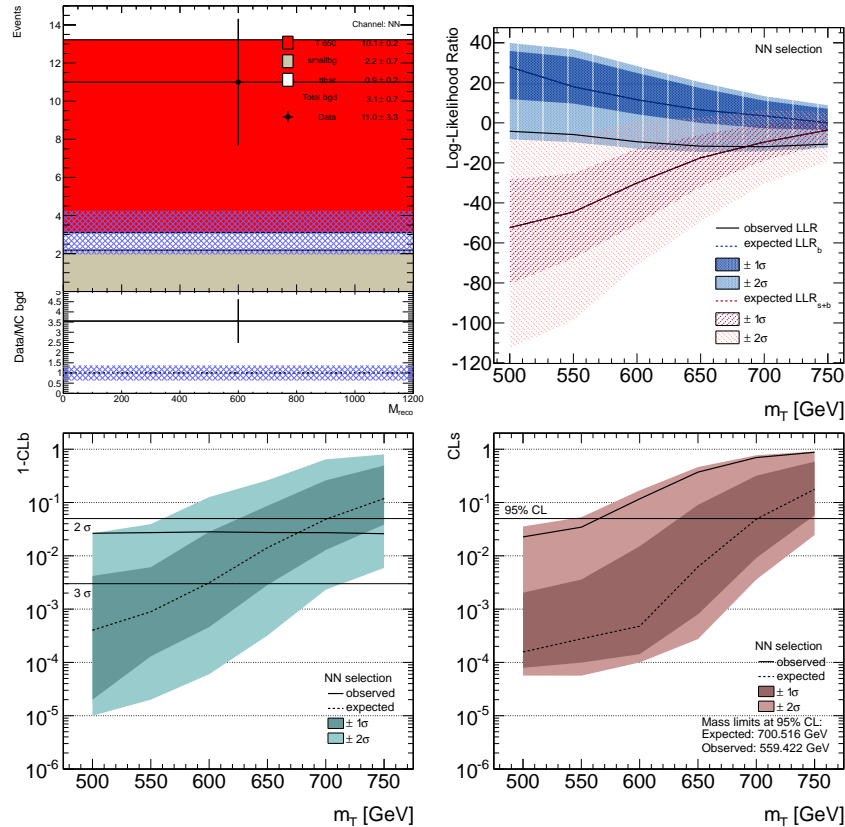 Events
14
12
10
8
6
4
2
Channel: NN
T 650 10.1± 0.2
smallbg 2.2± 0.7
ttbar 0.9± 0.2
Total bgd 3.1± 0.7
Data 11.0± 3.3
Data/MC bgd
5
4.5
4
3.5
3
2.5
2
1.5
1
0.5
0
0 200 400 600 800 1000 1200
M_reco
Log-Likelihood Ratio
40
20
0
-20
-40
-60
-80
-100
-120
NN selection
observed LLR
expected LLR_b
± 1σ
± 2σ
expected LLR_s+b
± 1σ
± 2σ
500 550 600 650 700 750
m_T [GeV]
1-CLb
1
10^-1
10^-2
10^-3
10^-4
10^-5
10^-6
2 σ
3 σ
NN selection
observed
expected
± 1σ
± 2σ
500 550 600 650 700 750
m_T [GeV]
CLs
1
10^-1
10^-2
10^-3
10^-4
10^-5
10^-6
95% CL
NN selection
observed
expected
± 1σ
± 2σ
Mass limits at 95% CL:
Expected: 700.516 GeV
Observed: 559.422 GeV
500 550 600 650 700 750
m_T [GeV]